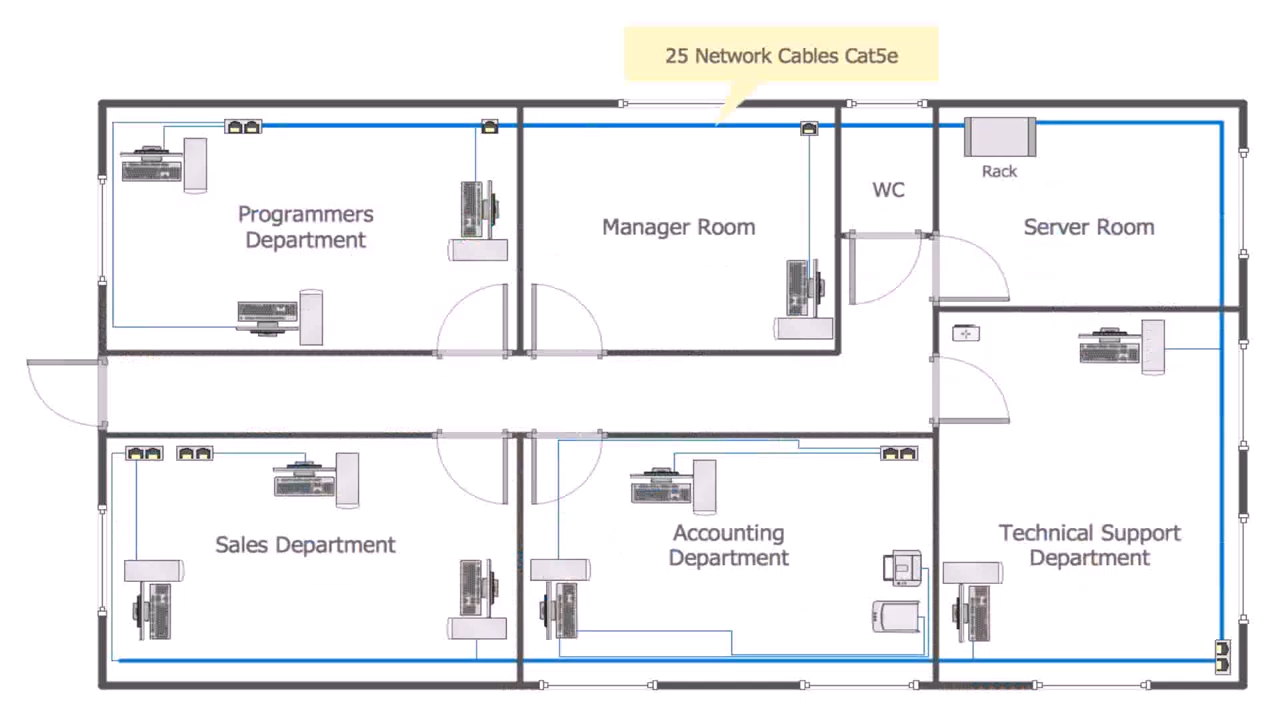 25 Network Cables Cat5e
Rack
WC
Programmers
Department
Manager Room
Server Room
Sales Department
Accounting
Department
Technical Support
Department